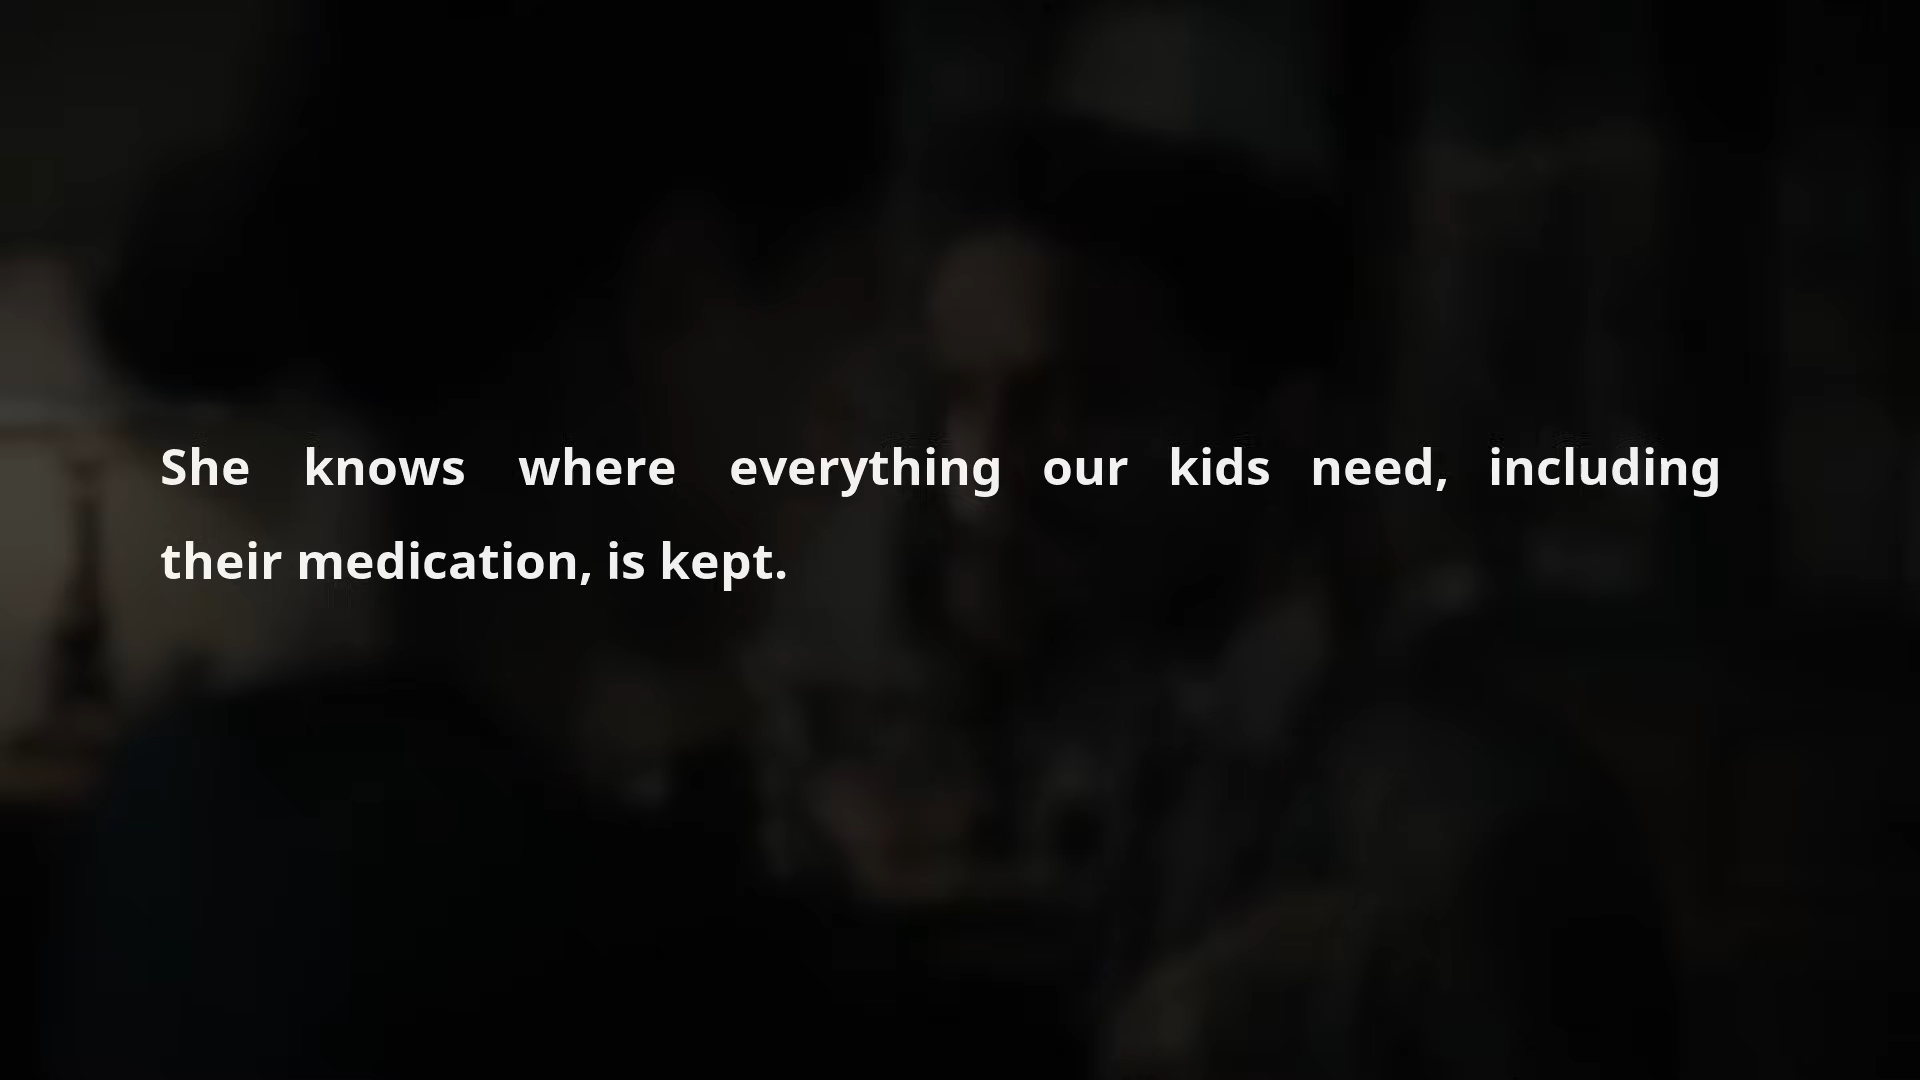 She knows where everything our kids need, including
their medication, is kept.